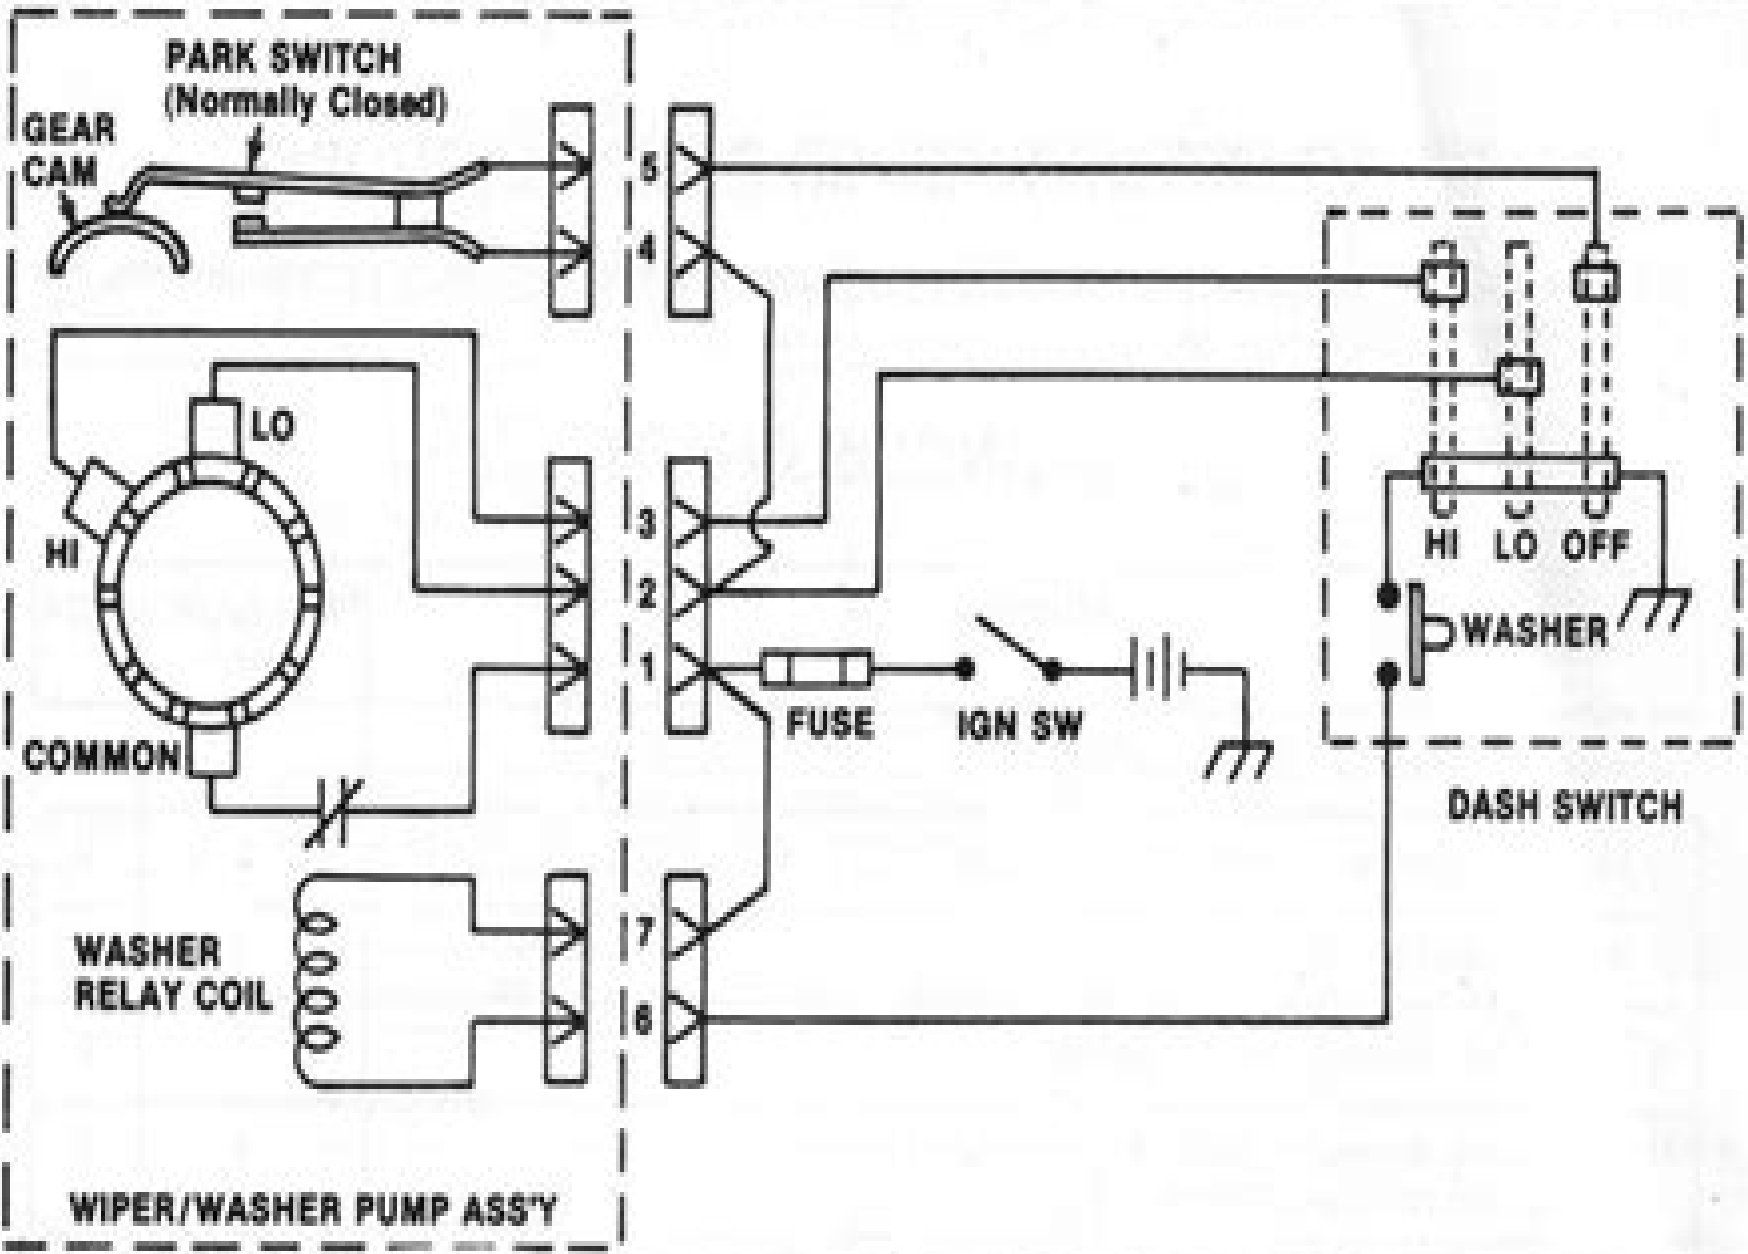 PARK SWITCH
(Normally Closed)
GEAR
CAM
5
4
LO
HI
3
2
1
HI LO OFF
WASHER
FUSE
IGN SW
COMMON
DASH SWITCH
7
6
WASHER
RELAY COIL
WIPER/WASHER PUMP ASS'Y